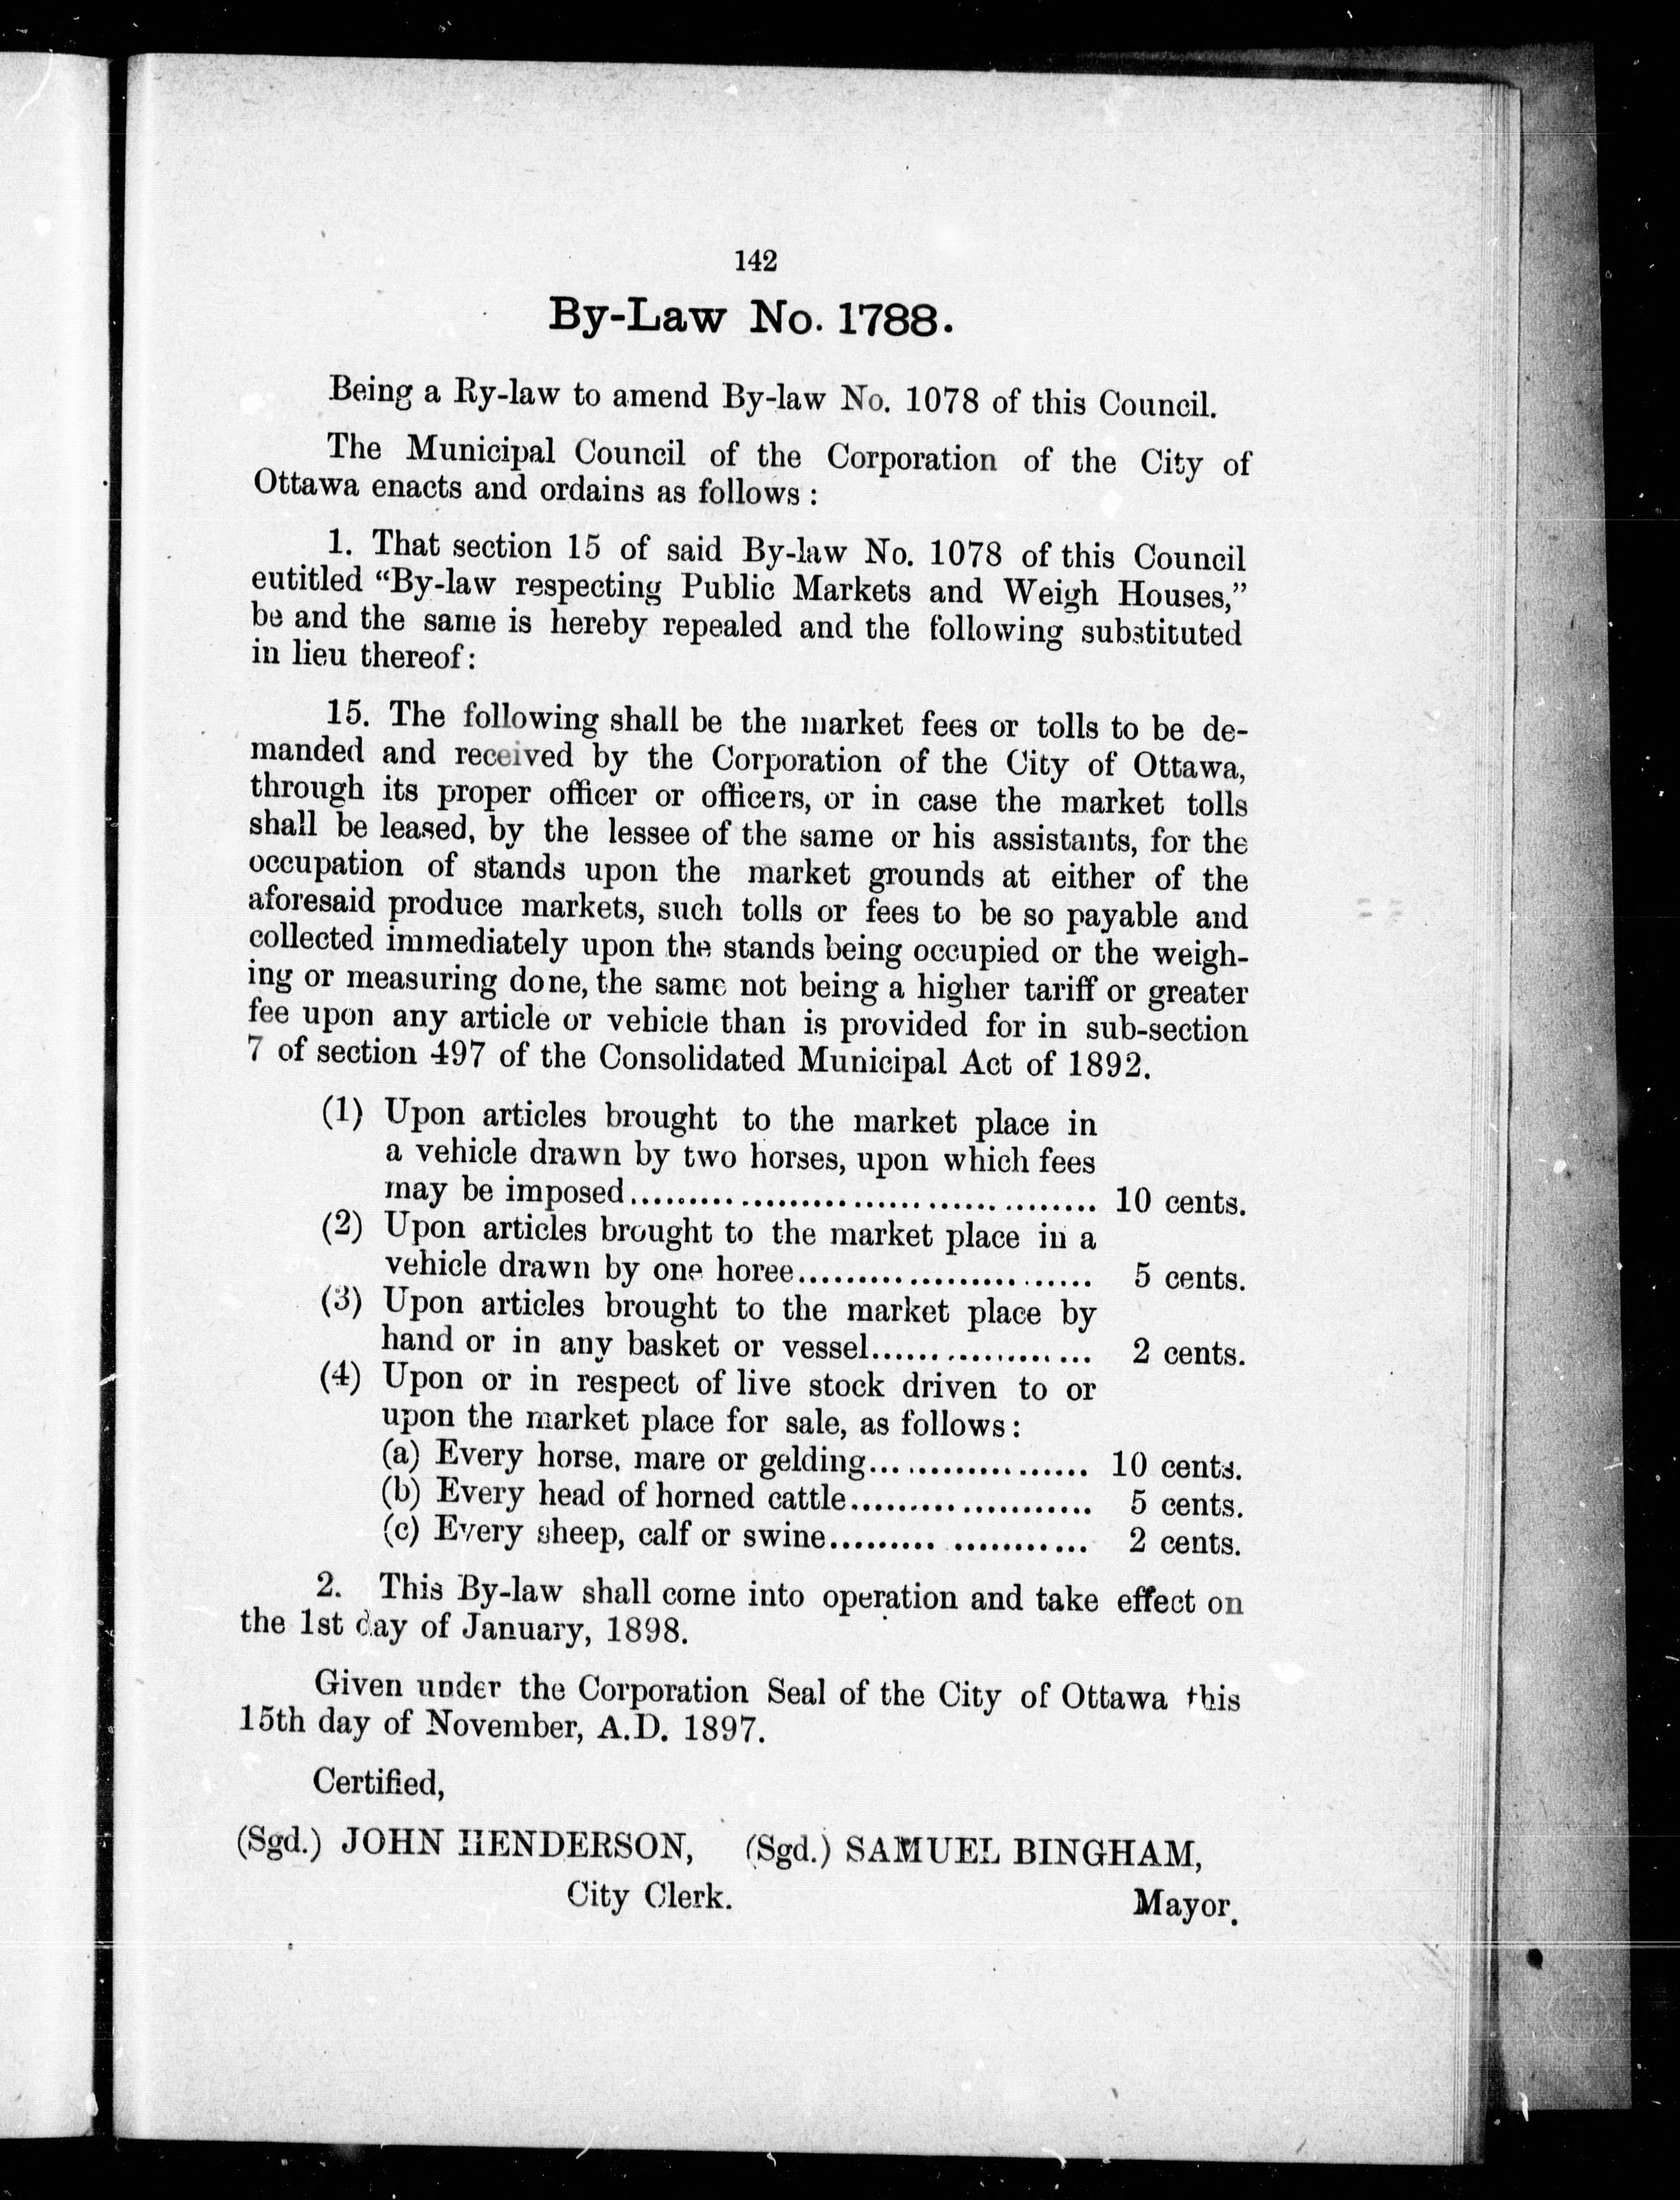 142
By-Law No. 1788.
Being a Ry-law to amend By-law No. 1078 of this Council.
The Municipal Council of the Corporation of the City of
Ottawa enacts and ordains as follows :
1. That section 15 of said By-law No. 1078 of this Council
eutitled “By-law respecting Public Markets and Weigh Houses,”
be and the same is hereby repealed and the following substituted
in lieu thereof:
15. The following shall be the market fees or tolls to be de-
manded and received by the Corporation of the City of Ottawa,
through its proper officer or officers, or in case the market tolls
shall be leased, by the lessee of the same or his assistants, for the
occupation of stands upon the market grounds at either of the
aforesaid produce markets, such tolls or fees to be so payable and
collected immediately upon the stands being occupied or the weigh-
ing or measuring done, the same not being a higher tariff or greater
fee upon any article or vehicle than is provided for in sub-section
7 of section 497 of the Consolidated Municipal Act of 1892.
(1) Upon articles brought to the market place in
a vehicle drawn by two horses, upon which fees
may be imposed........................................ 10 cents.
(2) Upon articles brought to the market place in a
vehicle drawn by one horee......................... 5 cents.
(3) Upon articles brought to the market place by
hand or in any basket or vessel................... 2 cents.
(4) Upon or in respect of live stock driven to or
upon the market place for sale, as follows:
(a) Every horse, mare or gelding................... 10 cents.
(b) Every head of horned cattle..................... 5 cents.
(c) Every sheep, calf or swine......... ............ 2 cents.
2. This By-law shall come into operation and take effect on
the 1st day of January, 1898.
Given under the Corporation Seal of the City of Ottawa this
15th day of November, A.D. 1897.
Certified,
(Sgd.) JOHN HENDERSON, (Sgd.) SAMUEL BINGHAM,
City Clerk. Mayor.